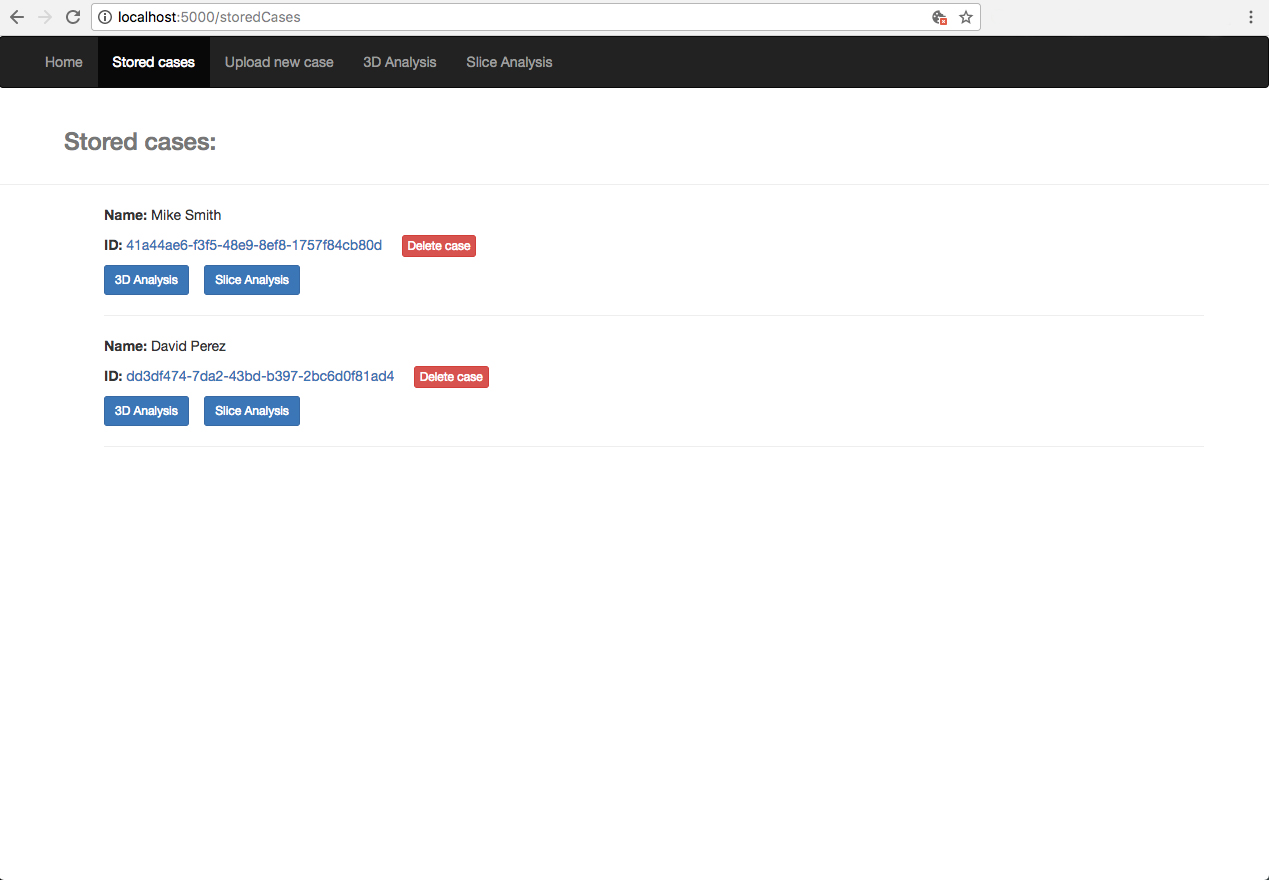 localhost:5000/storedCases
Home Stored cases Upload new case 3D Analysis Slice Analysis
Stored cases:
Name: Mike Smith
ID: 41a44ae6-f3f5-48e9-8ef8-1757f84cb80d Delete case
3D Analysis Slice Analysis
Name: David Perez
ID: dd3df474-7da2-43bd-b397-2bc6d0f81ad4 Delete case
3D Analysis Slice Analysis